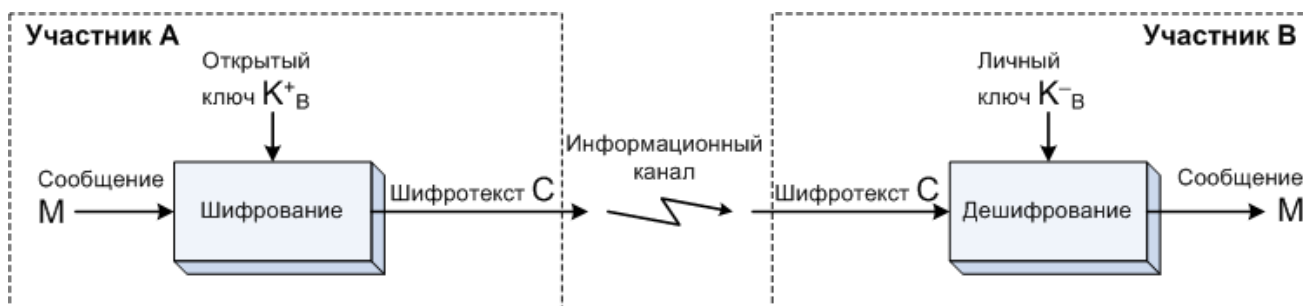 Участник A
Участник B
Открытый
ключ K⁺B
Личный
ключ K⁻B
Информационный
канал
Сообщение
M
Шифрование
Шифротекст C
Шифротекст C
Дешифрование
Сообщение
M